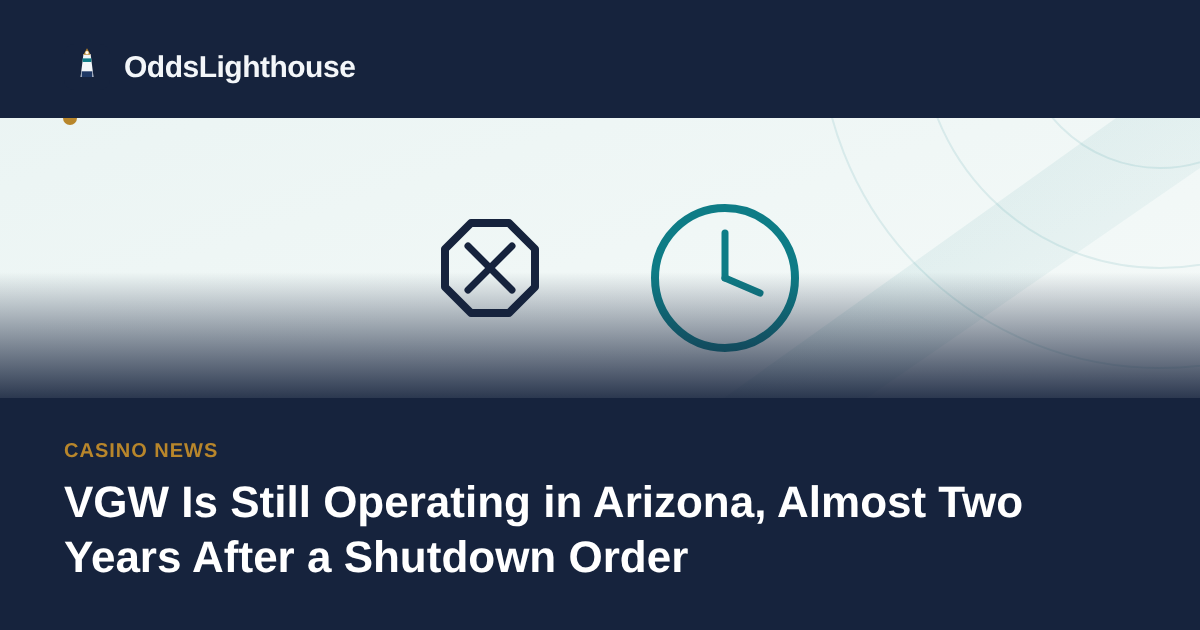 OddsLighthouse
CASINO NEWS
VGW Is Still Operating in Arizona, Almost Two
Years After a Shutdown Order